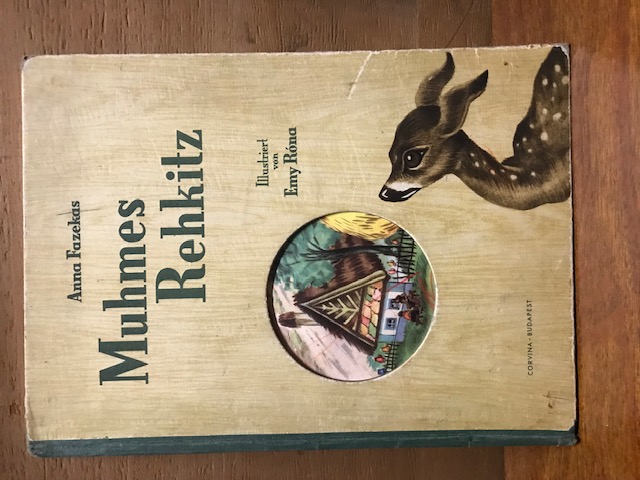 Anna Fazekas
Muhmes
Rehkitz
Illustriert
von
Emy Róna
CORVINA - BUDAPEST